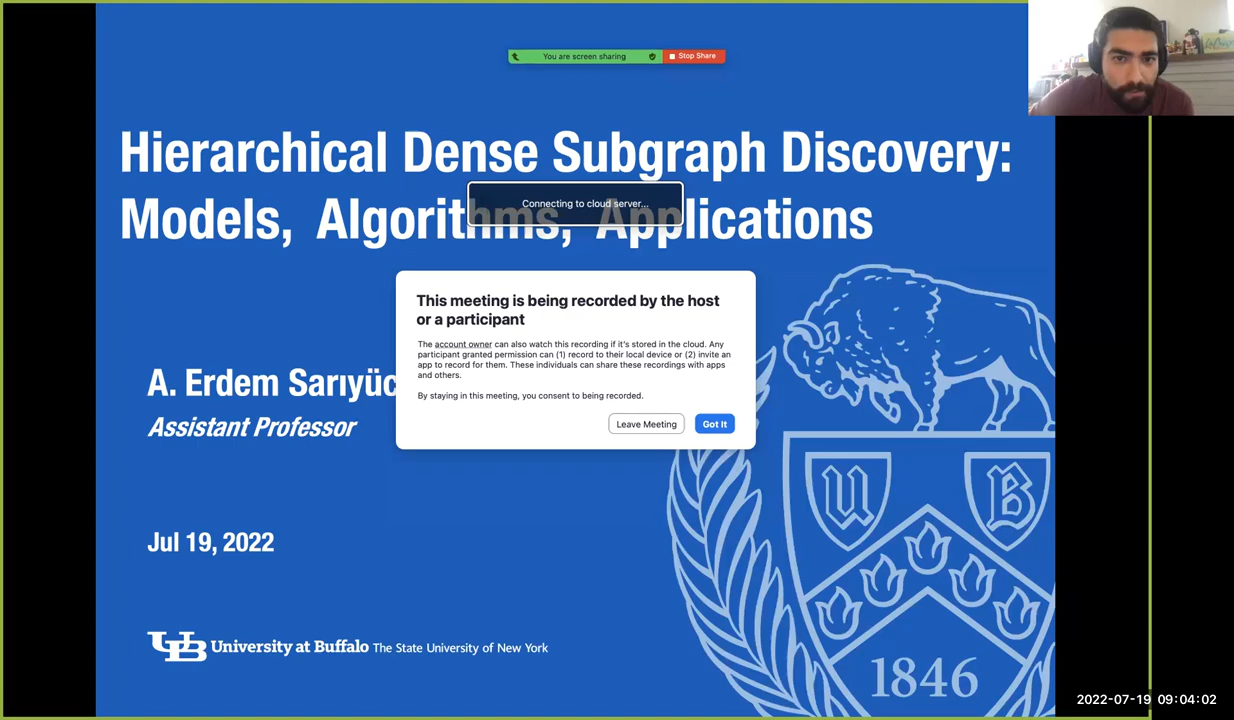 You are screen sharing
Stop Share
Hierarchical Dense Subgraph Discovery:
Models, Algorithms, Applications
Connecting to cloud server...
This meeting is being recorded by the host
or a participant
The account owner can also watch this recording if it's stored in the cloud. Any
participant granted permission can (1) record to their local device or (2) invite an
app to record for them. These individuals can share these recordings with apps
and others.
By staying in this meeting, you consent to being recorded.
Leave Meeting
Got It
A. Erdem Sarıyüc
Assistant Professor
Jul 19, 2022
UB University at Buffalo The State University of New York
U B
1846
2022-07-19 09:04:02